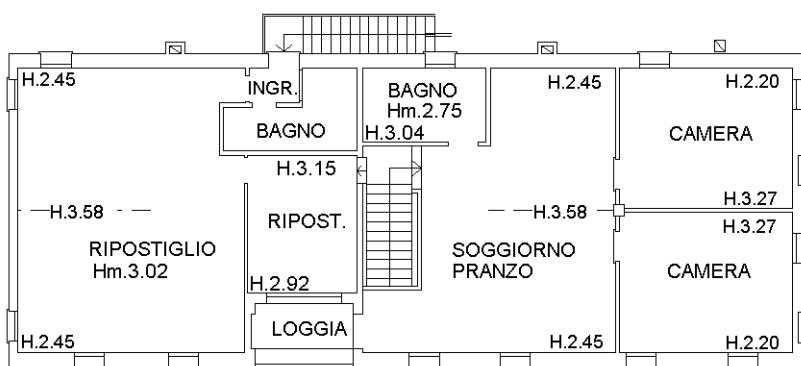 H.2.45
INGR.
BAGNO
Hm.2.75
H.3.04
H.2.45
H.2.20
BAGNO
CAMERA
H.3.15
H.3.27
H.3.58
RIPOST.
H.3.58
H.3.27
RIPOSTIGLIO
Hm.3.02
SOGGIORNO
PRANZO
CAMERA
H.2.92
LOGGIA
H.2.45
H.2.45
H.2.20